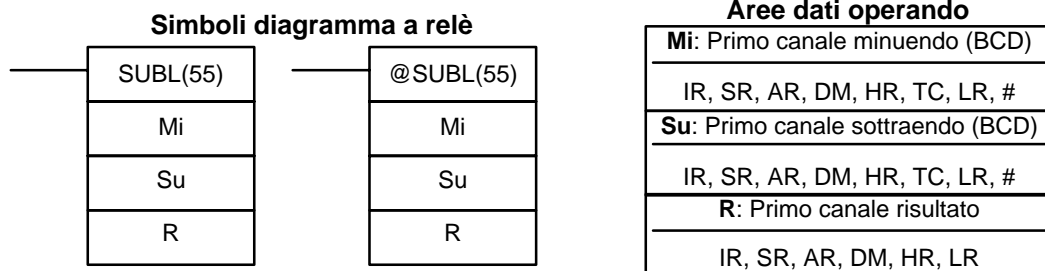 Simboli diagramma a relè
SUBL(55)
Mi
Su
R
@SUBL(55)
Mi
Su
R
Aree dati operando
Mi: Primo canale minuendo (BCD)
IR, SR, AR, DM, HR, TC, LR, #
Su: Primo canale sottraendo (BCD)
IR, SR, AR, DM, HR, TC, LR, #
R: Primo canale risultato
IR, SR, AR, DM, HR, LR